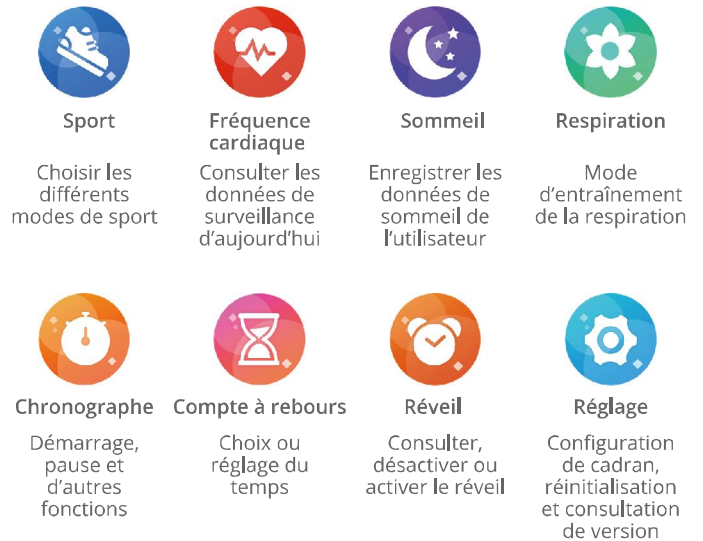 Sport
Choisir les
différents
modes de sport
Fréquence
cardiaque
Consulter les
données de
surveillance
d'aujourd'hui
Sommeil
Enregistrer les
données de
sommeil de
l'utilisateur
Respiration
Mode
d'entraînement
de la respiration
Chronographe
Démarrage,
pause et
d'autres
fonctions
Compte à rebours
Choix ou
réglage du
temps
Réveil
Consulter,
désactiver ou
activer le réveil
Réglage
Configuration
de cadran,
réinitialisation
et consultation
de version